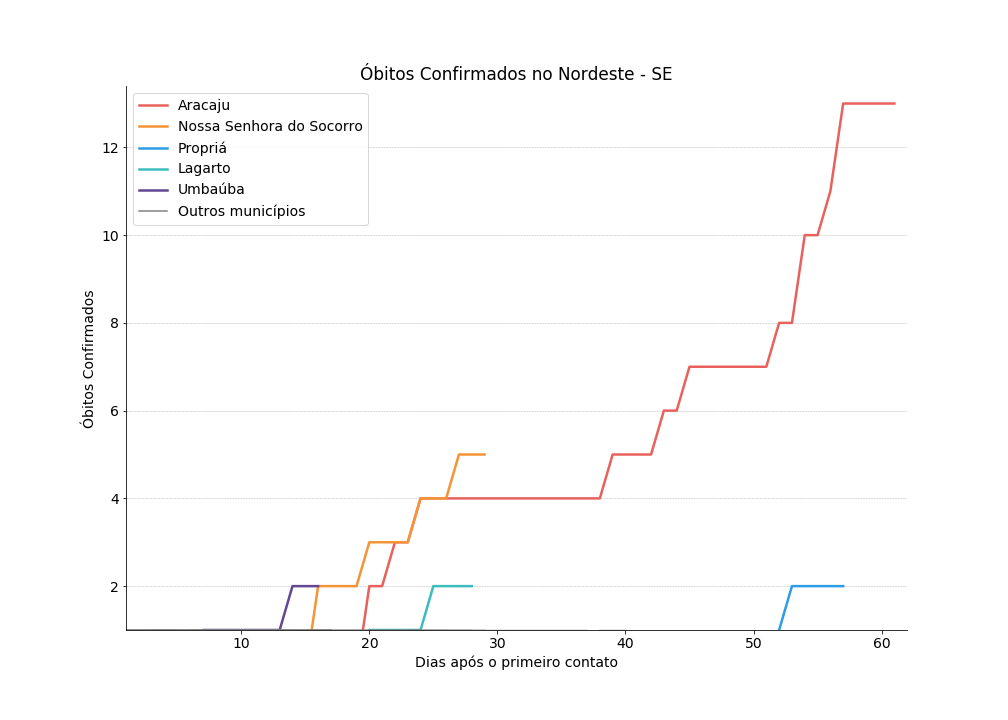 Óbitos Confirmados no Nordeste - SE
Aracaju
Nossa Senhora do Socorro
Propriá
Lagarto
Umbaúba
Outros municípios
12
10
8
6
4
2
Óbitos Confirmados
10 20 30 40 50 60
Dias após o primeiro contato